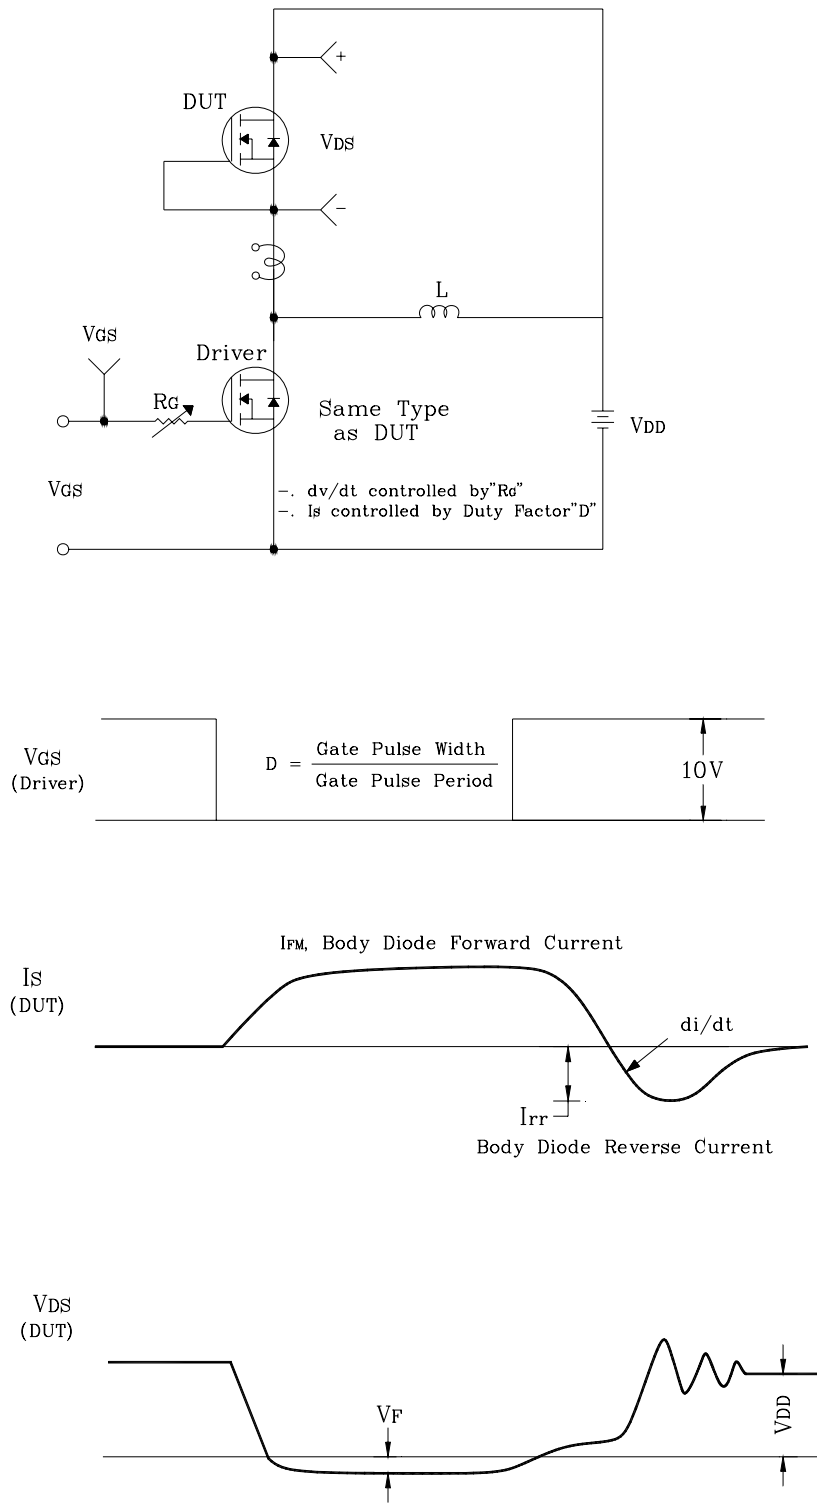 +
DUT
VDS
−
L
VGS
Driver
RG
Same Type
as DUT
VDD
VGS
−. dv/dt controlled by"RG"
−. Is controlled by Duty Factor"D"
VGS
(Driver)
D = Gate Pulse Width
Gate Pulse Period
10V
IFM, Body Diode Forward Current
IS
(DUT)
di/dt
Irr
Body Diode Reverse Current
VDS
(DUT)
VF
VDD